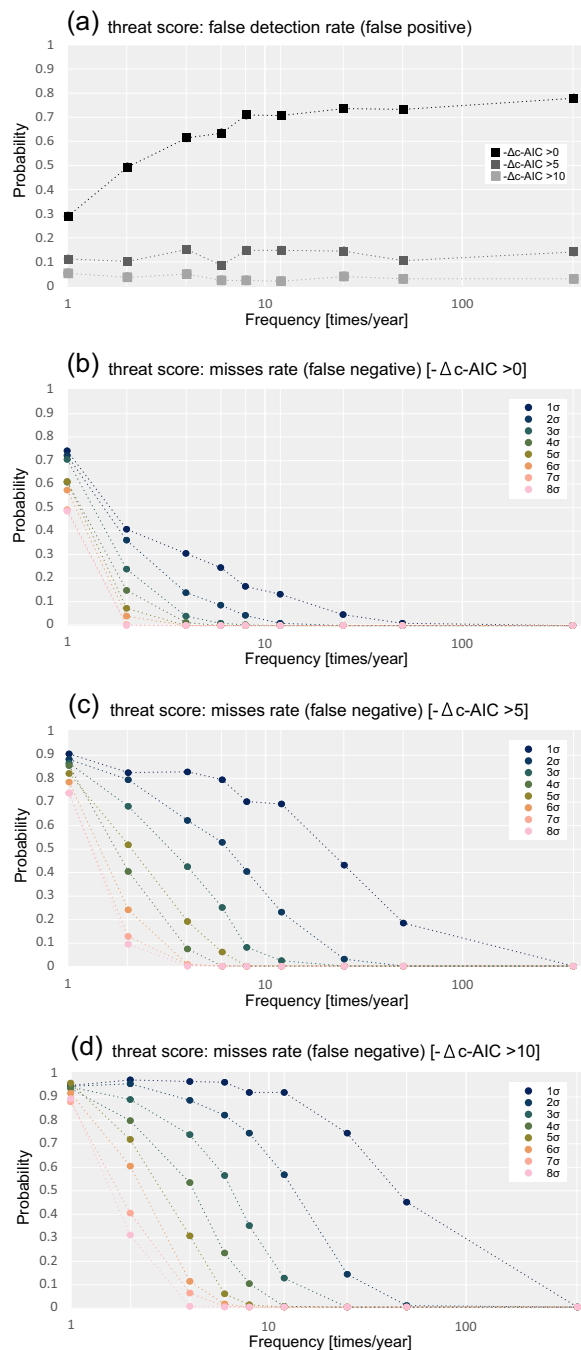 (a) threat score: false detection rate (false positive)
1
0.9
0.8
0.7
0.6
0.5
0.4
0.3
0.2
0.1
0
Probability
-Δc-AIC >0
-Δc-AIC >5
-Δc-AIC >10
1 10 100
Frequency [times/year]
(b) threat score: misses rate (false negative) [-Δc-AIC >0]
1
0.9
0.8
0.7
0.6
0.5
0.4
0.3
0.2
0.1
0
Probability
1σ
2σ
3σ
4σ
5σ
6σ
7σ
8σ
1 10 100
Frequency [times/year]
(c) threat score: misses rate (false negative) [-Δc-AIC >5]
1
0.9
0.8
0.7
0.6
0.5
0.4
0.3
0.2
0.1
0
Probability
1σ
2σ
3σ
4σ
5σ
6σ
7σ
8σ
1 10 100
Frequency [times/year]
(d) threat score: misses rate (false negative) [-Δc-AIC >10]
1
0.9
0.8
0.7
0.6
0.5
0.4
0.3
0.2
0.1
0
Probability
1σ
2σ
3σ
4σ
5σ
6σ
7σ
8σ
1 10 100
Frequency [times/year]